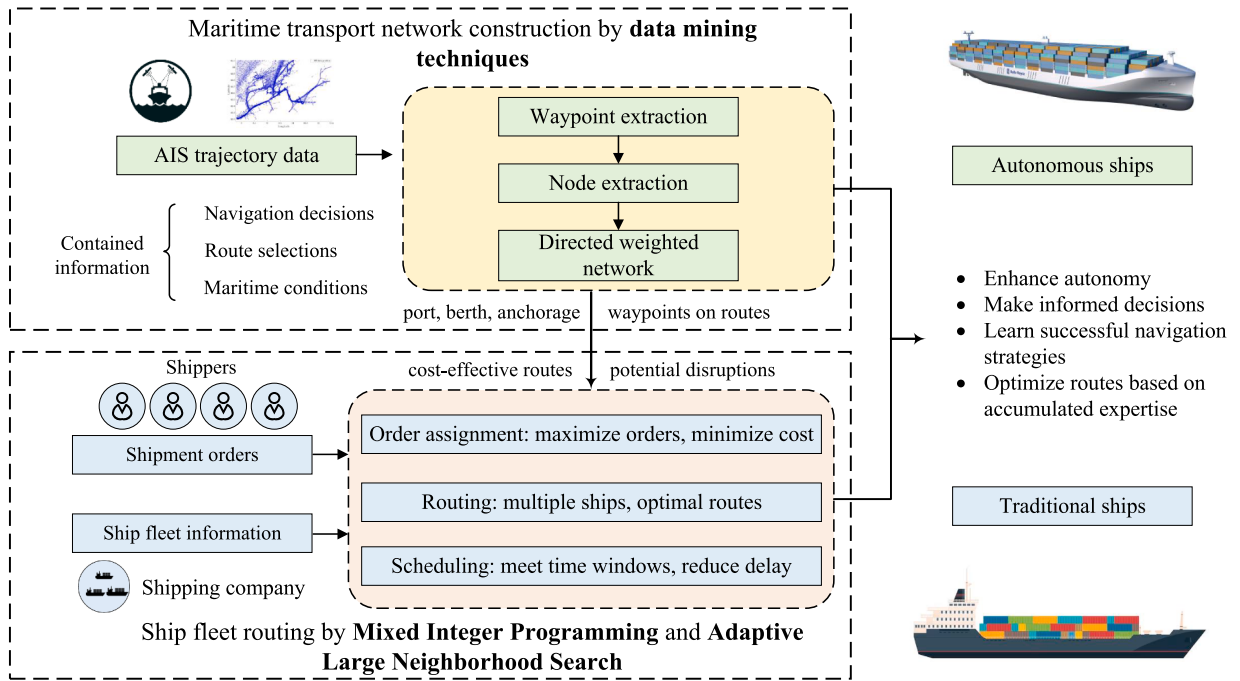 Maritime transport network construction by data mining
techniques
AIS trajectory data
Contained
information
Navigation decisions
Route selections
Maritime conditions
Waypoint extraction
Node extraction
Directed weighted
network
port, berth, anchorage
waypoints on routes
cost-effective routes
potential disruptions
Shippers
Shipment orders
Ship fleet information
Shipping company
Order assignment: maximize orders, minimize cost
Routing: multiple ships, optimal routes
Scheduling: meet time windows, reduce delay
Ship fleet routing by Mixed Integer Programming and Adaptive
Large Neighborhood Search
Autonomous ships
• Enhance autonomy
• Make informed decisions
• Learn successful navigation
strategies
• Optimize routes based on
accumulated expertise
Traditional ships